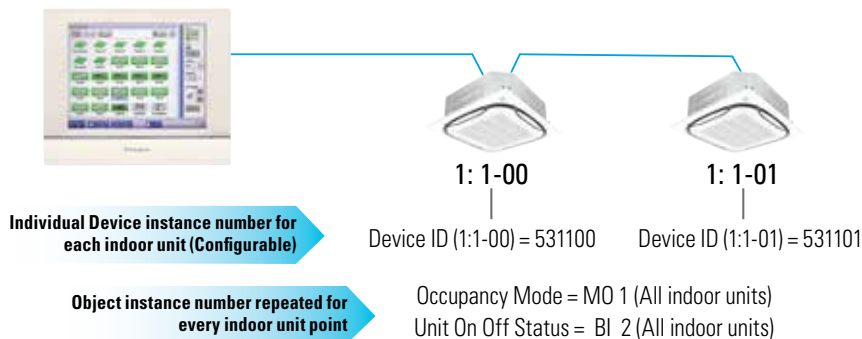 1: 1-00
1: 1-01
Individual Device instance number for
each indoor unit (Configurable)
Device ID (1:1-00) = 531100
Device ID (1:1-01) = 531101
Object instance number repeated for
every indoor unit point
Occupancy Mode = MO 1 (All indoor units)
Unit On Off Status = BI 2 (All indoor units)